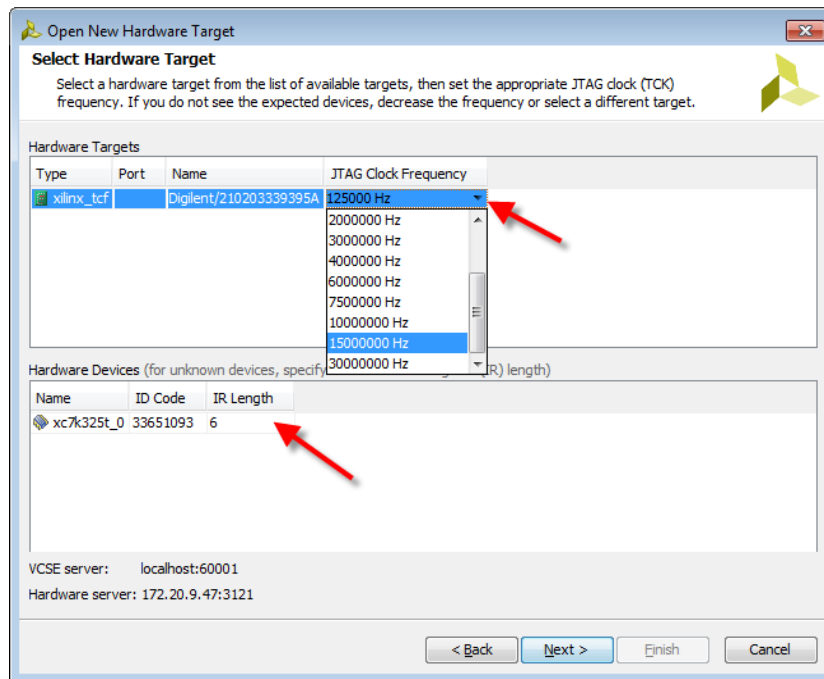 Open New Hardware Target
Select Hardware Target
Select a hardware target from the list of available targets, then set the appropriate JTAG clock (TCK)
frequency. If you do not see the expected devices, decrease the frequency or select a different target.
Hardware Targets
Type Port Name JTAG Clock Frequency
xilinx_tcf Digilent/210203339395A 125000 Hz
2000000 Hz
3000000 Hz
4000000 Hz
6000000 Hz
7500000 Hz
10000000 Hz
15000000 Hz
30000000 Hz
Hardware Devices (for unknown devices, specify (IR) length)
Name ID Code IR Length
xc7k325t_0 33651093 6
VCSE server: localhost:60001
Hardware server: 172.20.9.47:3121
< Back Next > Finish Cancel